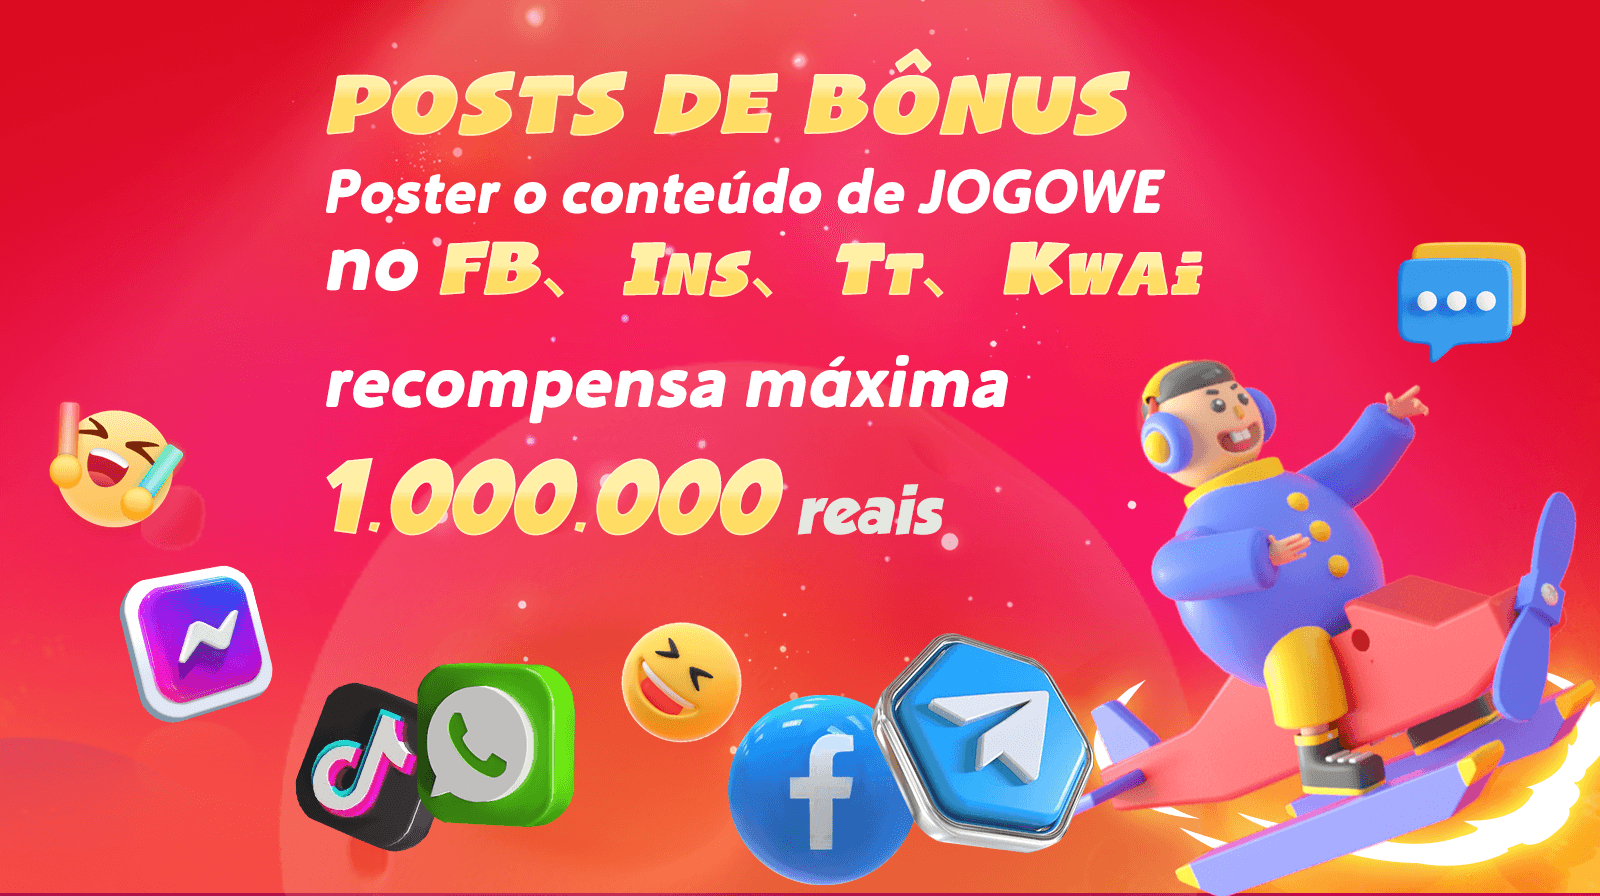 POSTS DE BÔNUS
Poster o conteúdo de JOGOWE
no FB、INS、TT、KWAi
recompensa máxima
1.000.000 reais